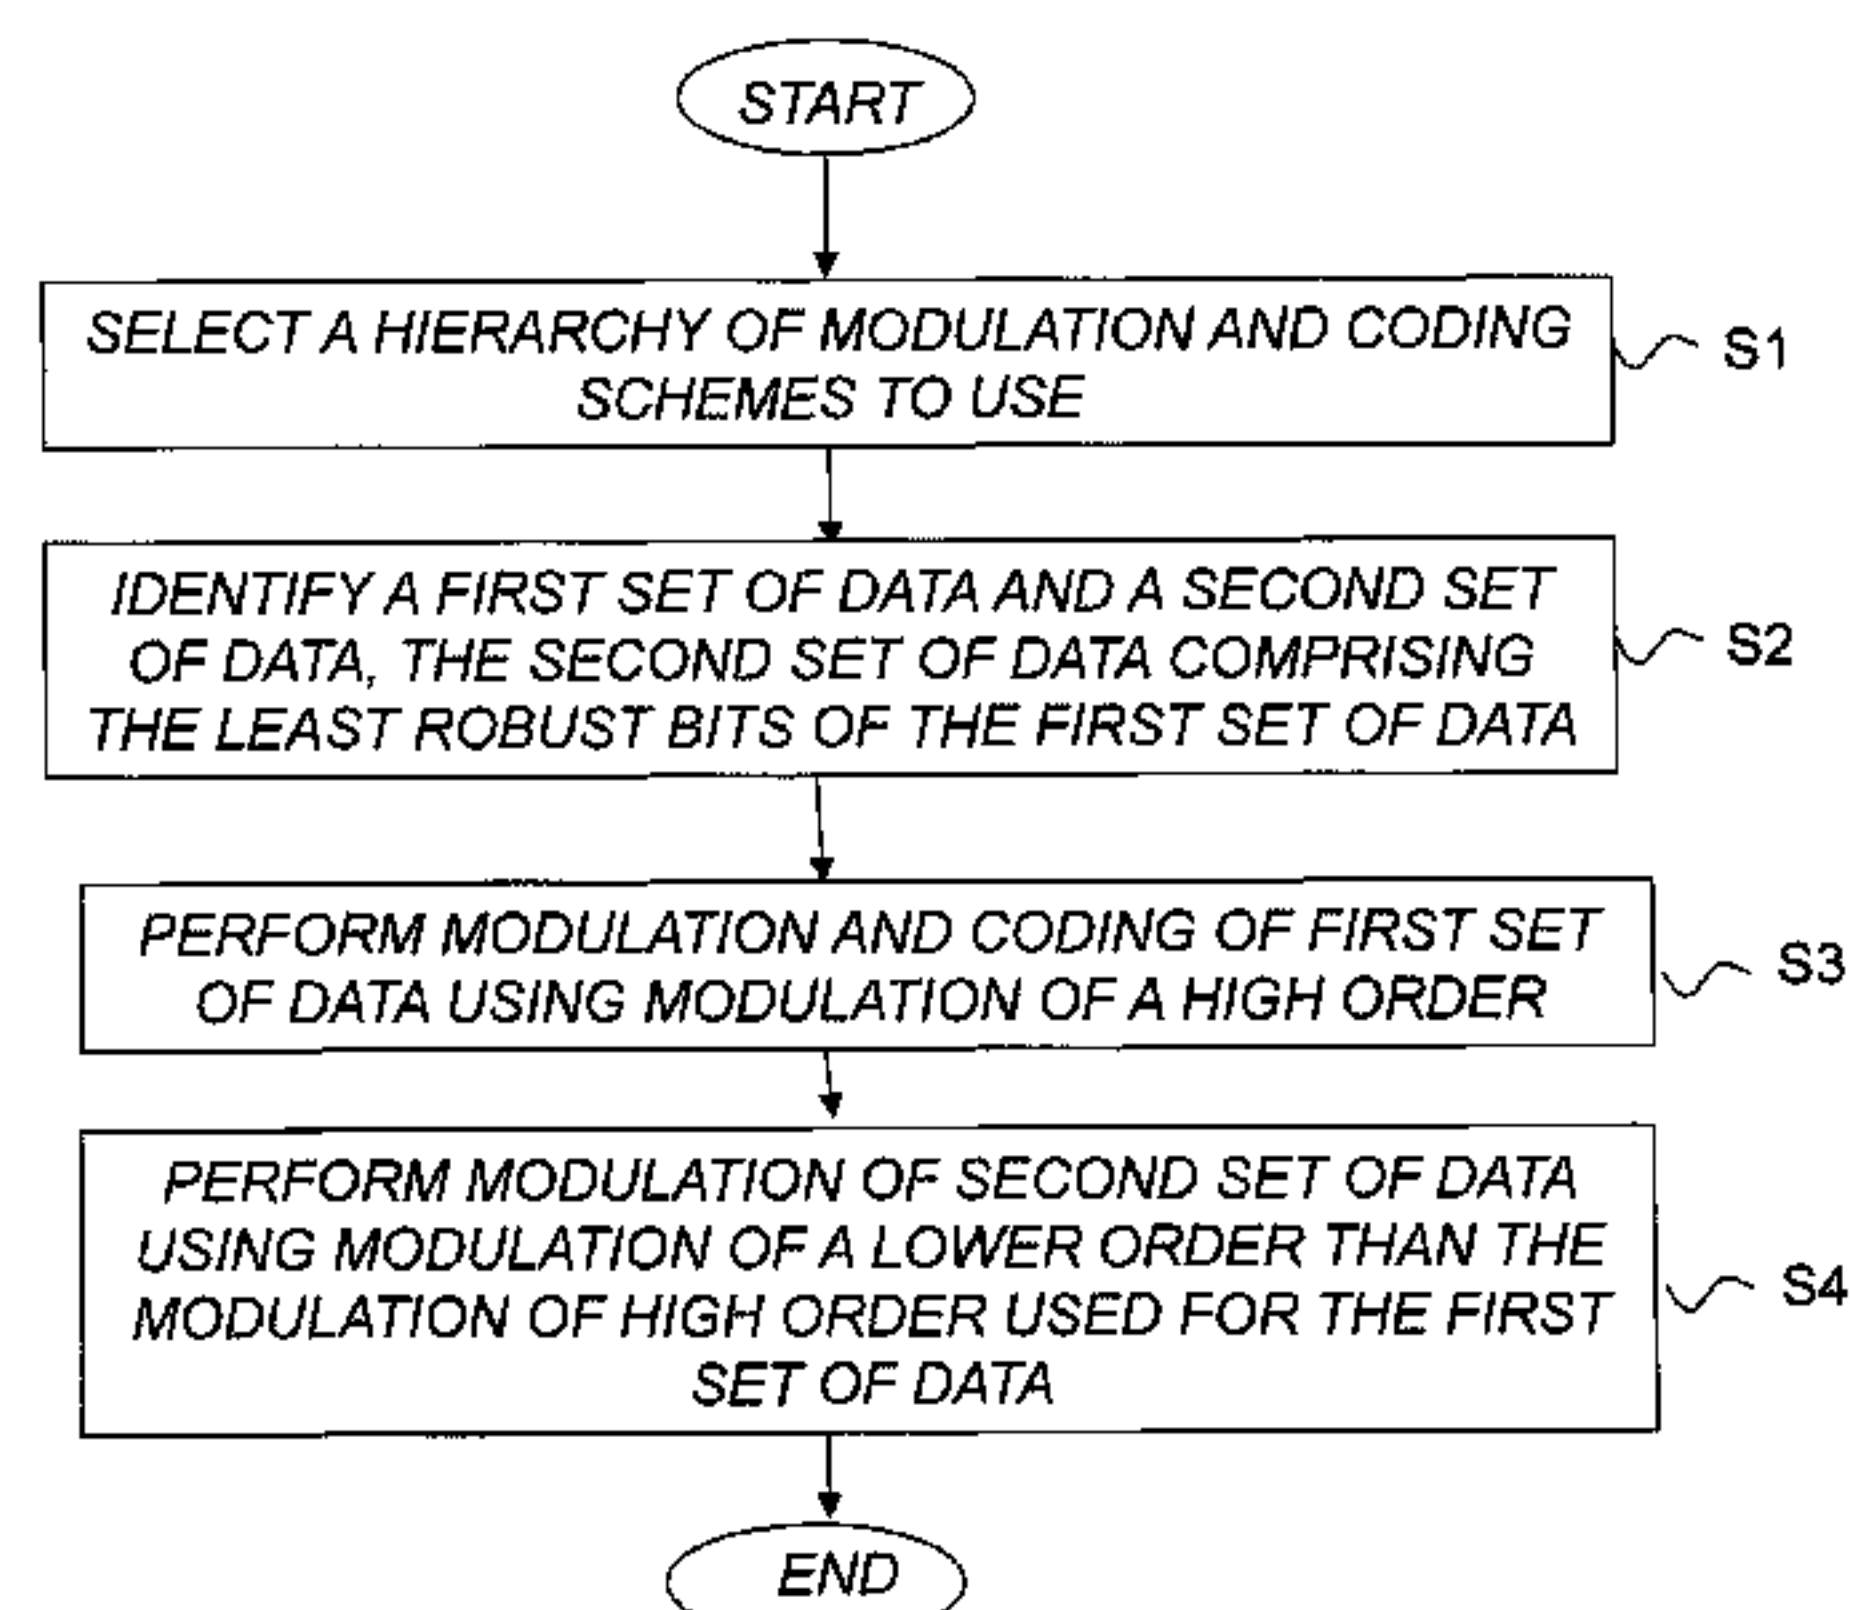 START
SELECT A HIERARCHY OF MODULATION AND CODING
SCHEMES TO USE
S1
IDENTIFY A FIRST SET OF DATA AND A SECOND SET
OF DATA, THE SECOND SET OF DATA COMPRISING
THE LEAST ROBUST BITS OF THE FIRST SET OF DATA
S2
PERFORM MODULATION AND CODING OF FIRST SET
OF DATA USING MODULATION OF A HIGH ORDER
S3
PERFORM MODULATION OF SECOND SET OF DATA
USING MODULATION OF A LOWER ORDER THAN THE
MODULATION OF HIGH ORDER USED FOR THE FIRST
SET OF DATA
S4
END